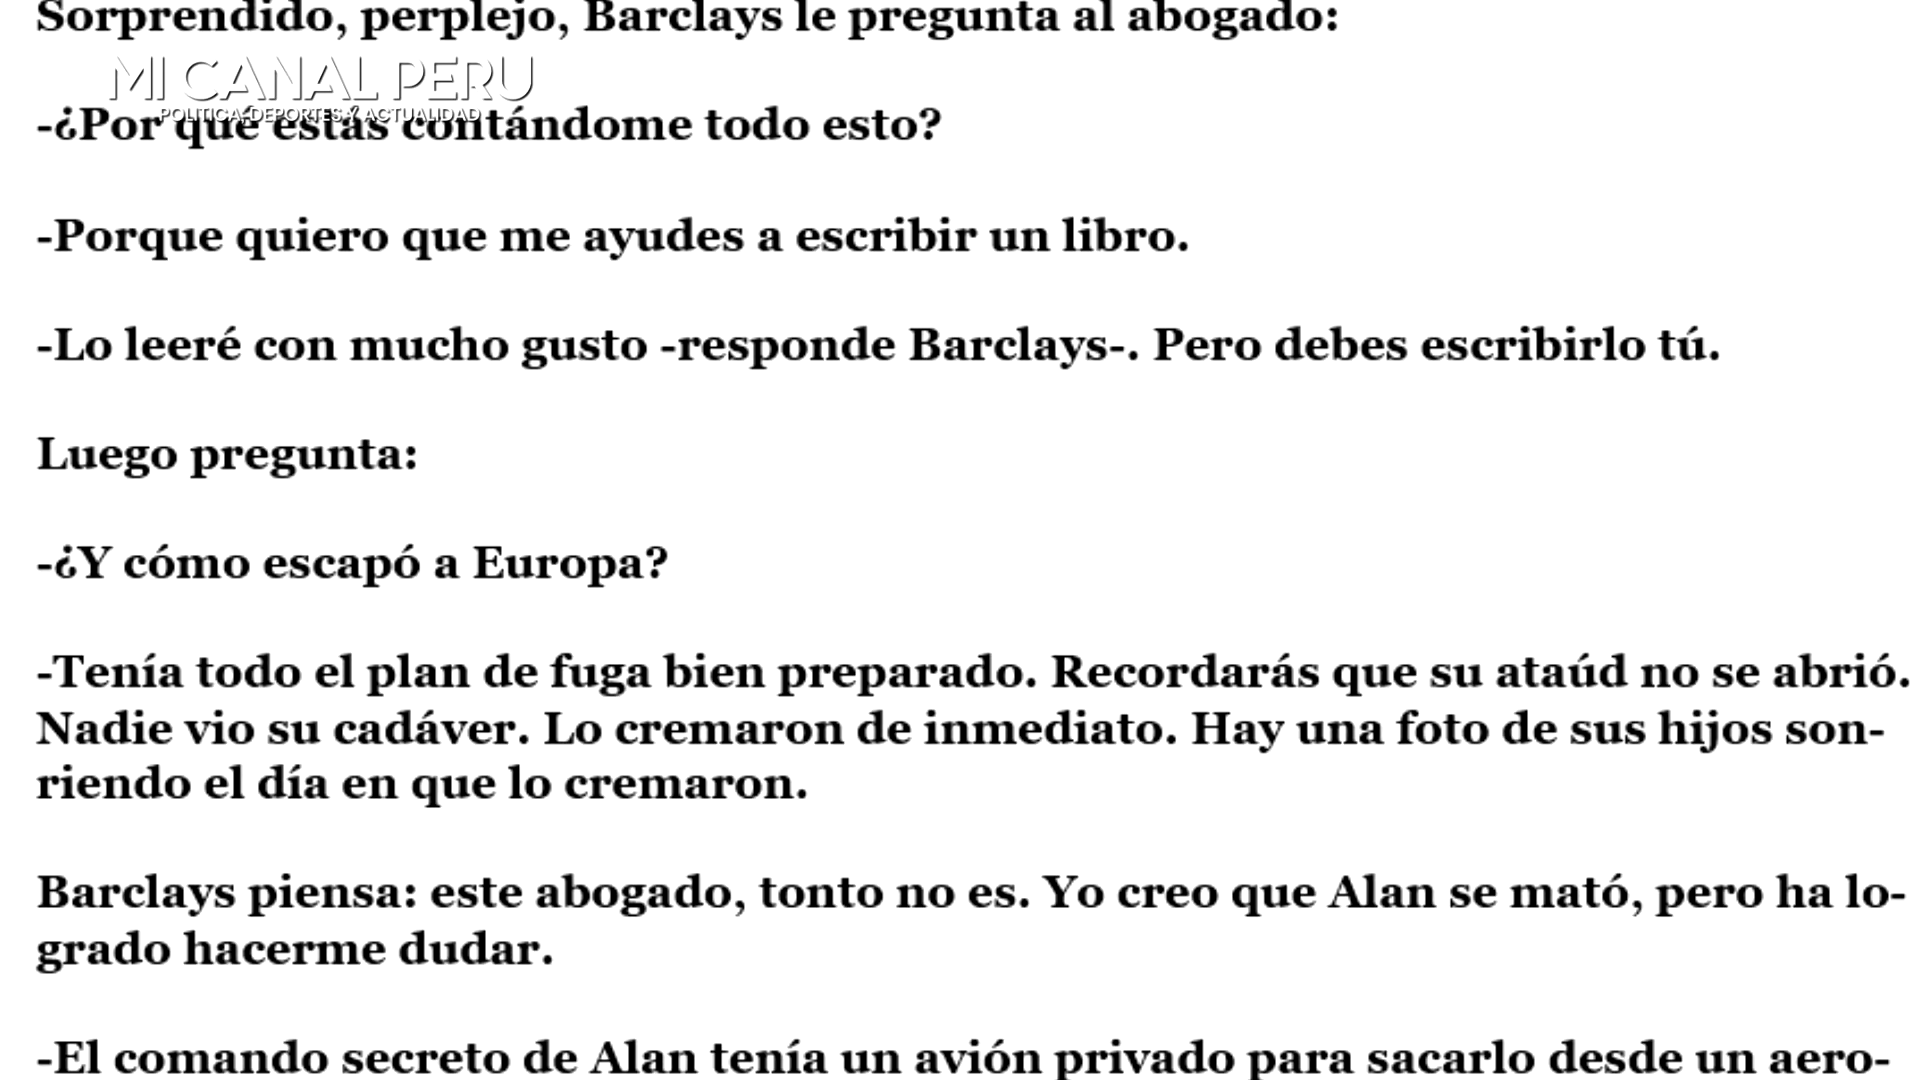 Sorprendido, perplejo, Barclays le pregunta al abogado:
MI CANAL PERU
POLITICA, DEPORTES Y ACTUALIDAD
-¿Por qué estás contándome todo esto?
-Porque quiero que me ayudes a escribir un libro.
-Lo leeré con mucho gusto -responde Barclays-. Pero debes escribirlo tú.
Luego pregunta:
-¿Y cómo escapó a Europa?
-Tenía todo el plan de fuga bien preparado. Recordarás que su ataúd no se abrió.
Nadie vio su cadáver. Lo cremaron de inmediato. Hay una foto de sus hijos son-
riendo el día en que lo cremaron.
Barclays piensa: este abogado, tonto no es. Yo creo que Alan se mató, pero ha lo-
grado hacerme dudar.
-El comando secreto de Alan tenía un avión privado para sacarlo desde un aero-